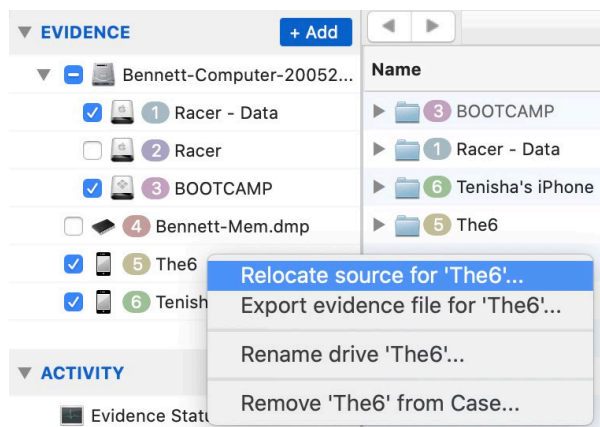 EVIDENCE
+ Add
Bennett-Computer-20052...
1 Racer - Data
2 Racer
3 BOOTCAMP
4 Bennett-Mem.dmp
5 The6
6 Tenish
ACTIVITY
Evidence Statu
Name
3 BOOTCAMP
1 Racer - Data
6 Tenisha's iPhone
5 The6
Relocate source for 'The6'...
Export evidence file for 'The6'...
Rename drive 'The6'...
Remove 'The6' from Case...